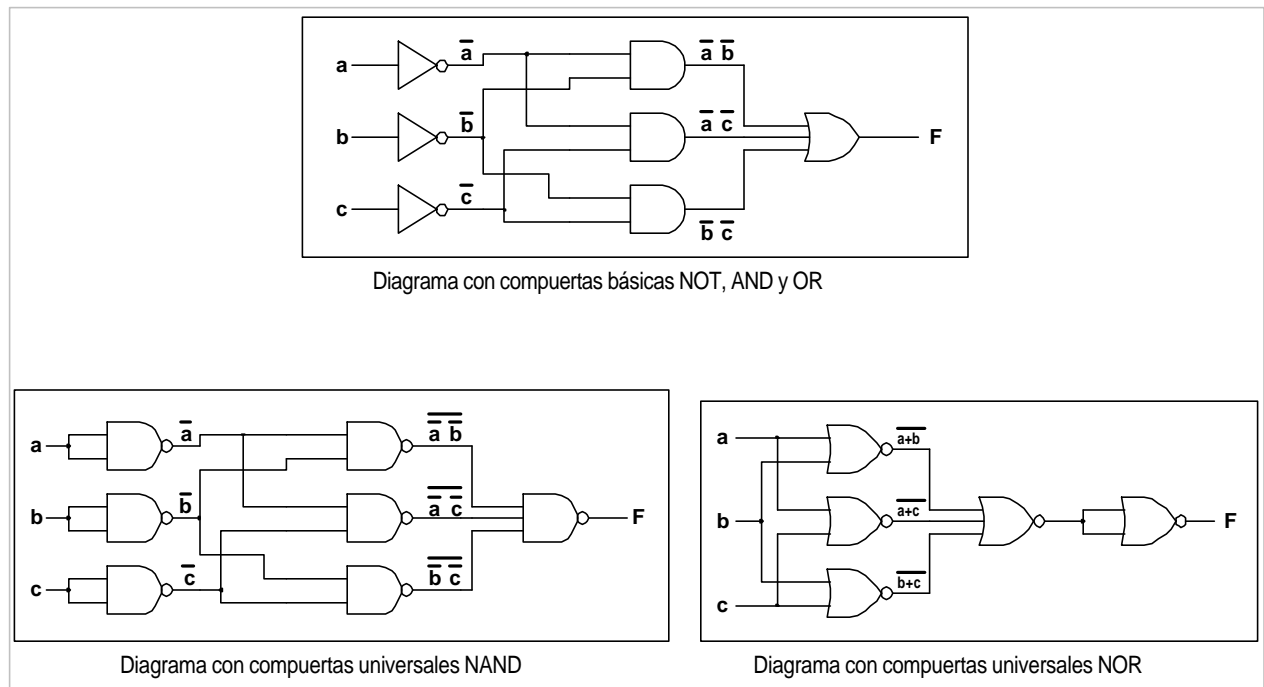 a a̅ a̅ b̅
b b̅ a̅ c̅ F
c c̅ b̅ c̅
Diagrama con compuertas básicas NOT, AND y OR
a a̅ a̅ b̅
b b̅ a̅ c̅ F
c c̅ b̅ c̅
Diagrama con compuertas universales NAND
a a+b
b a+c F
c b+c
Diagrama con compuertas universales NOR